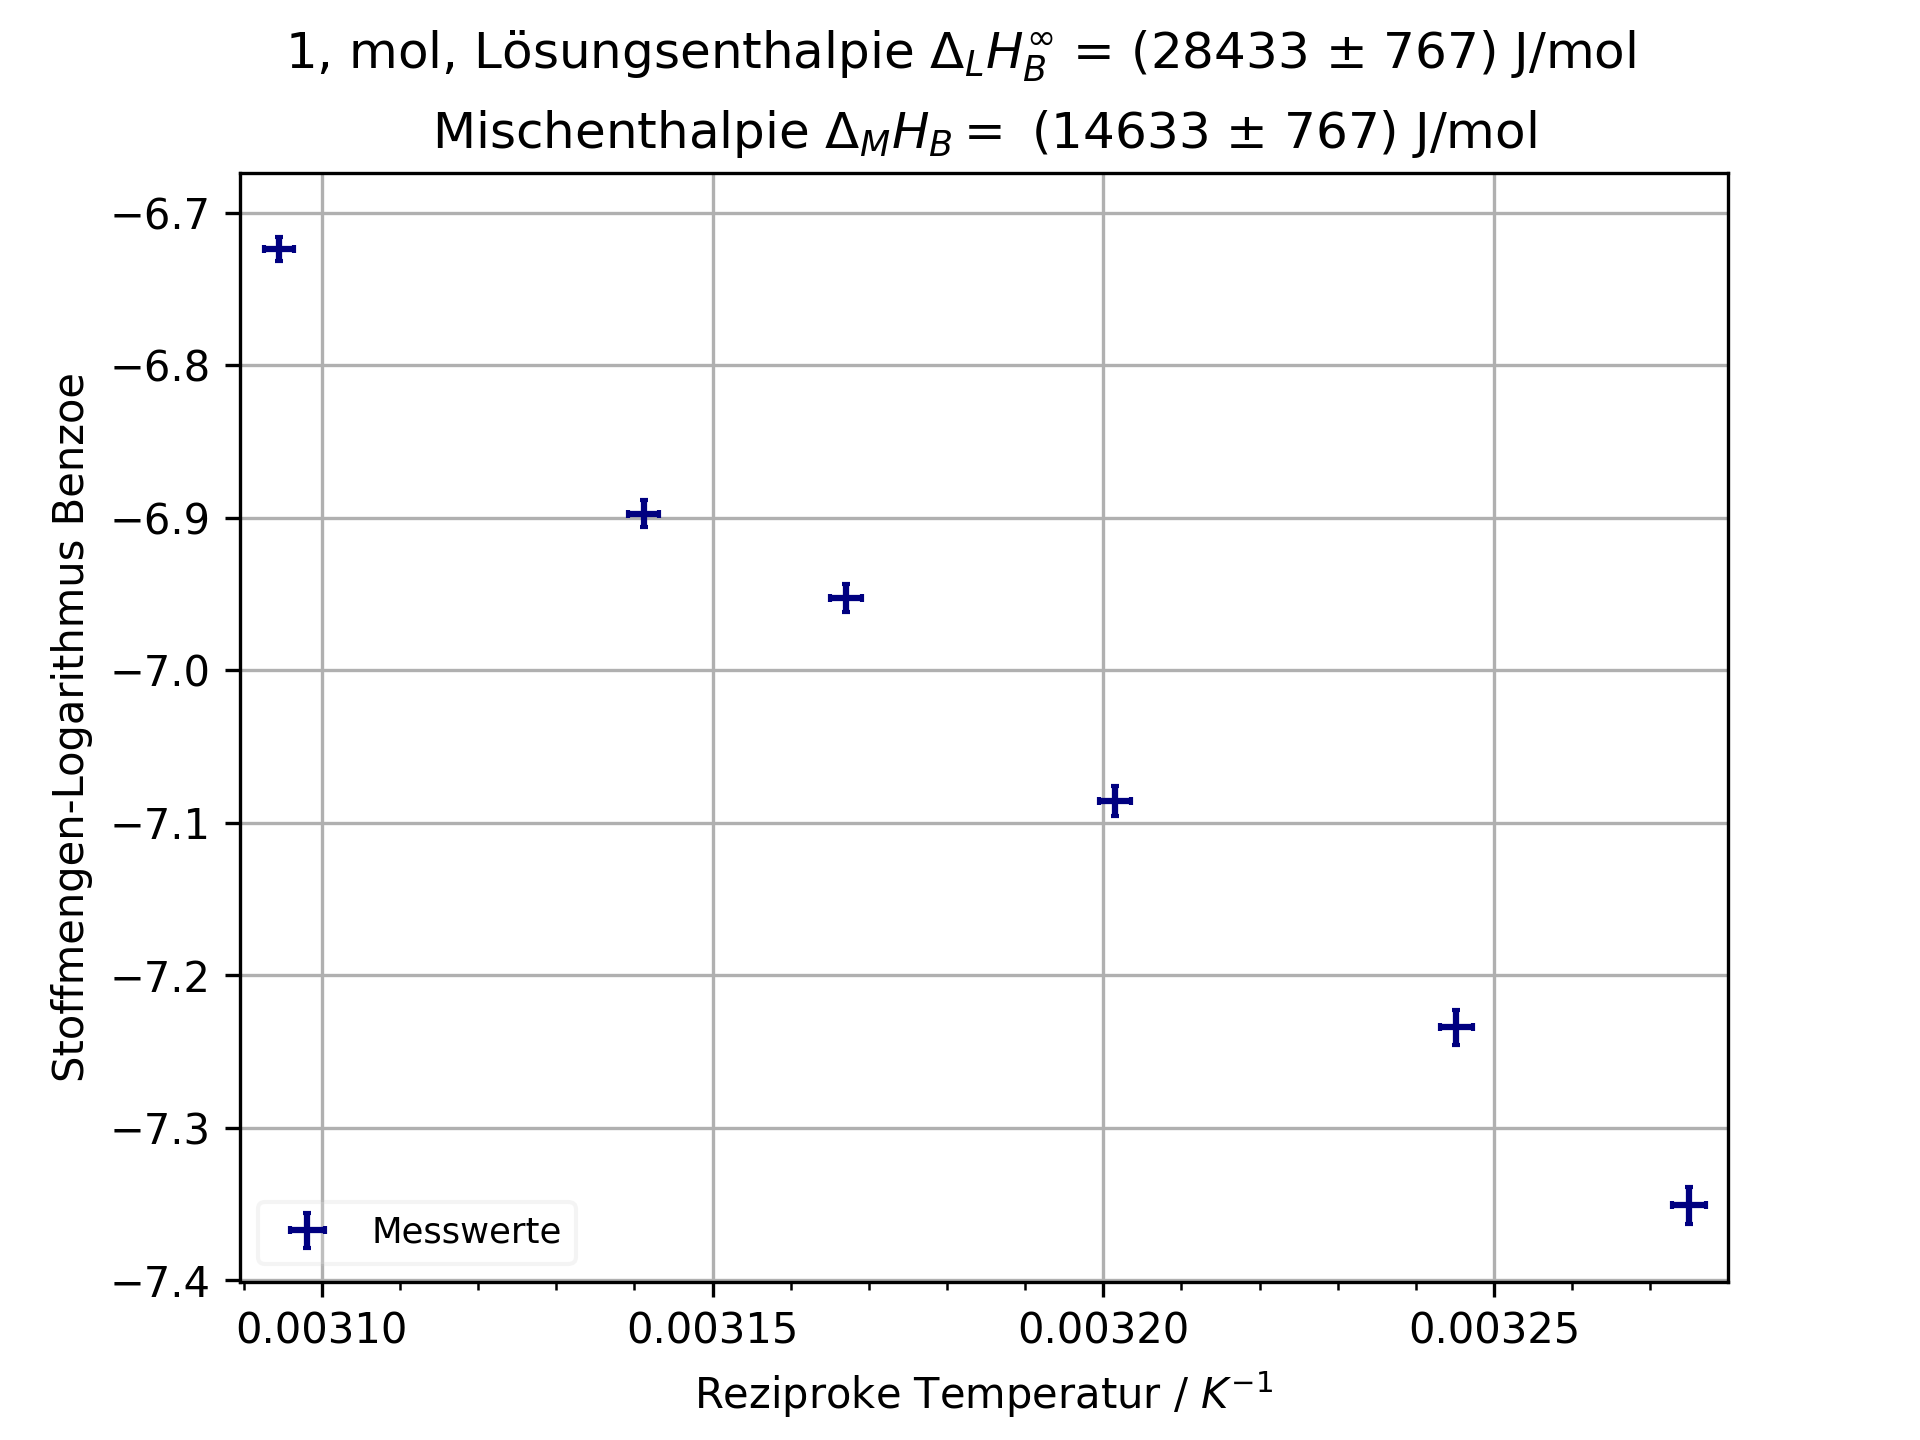 1, mol, Lösungsenthalpie Δ_L H_B^∞ = (28433 ± 767) J/mol
Mischenthalpie Δ_M H_B = (14633 ± 767) J/mol
Stoffmengen-Logarithmus Benzoe
−6.7
−6.8
−6.9
−7.0
−7.1
−7.2
−7.3
−7.4
Messwerte
0.00310 0.00315 0.00320 0.00325
Reziproke Temperatur / K⁻¹